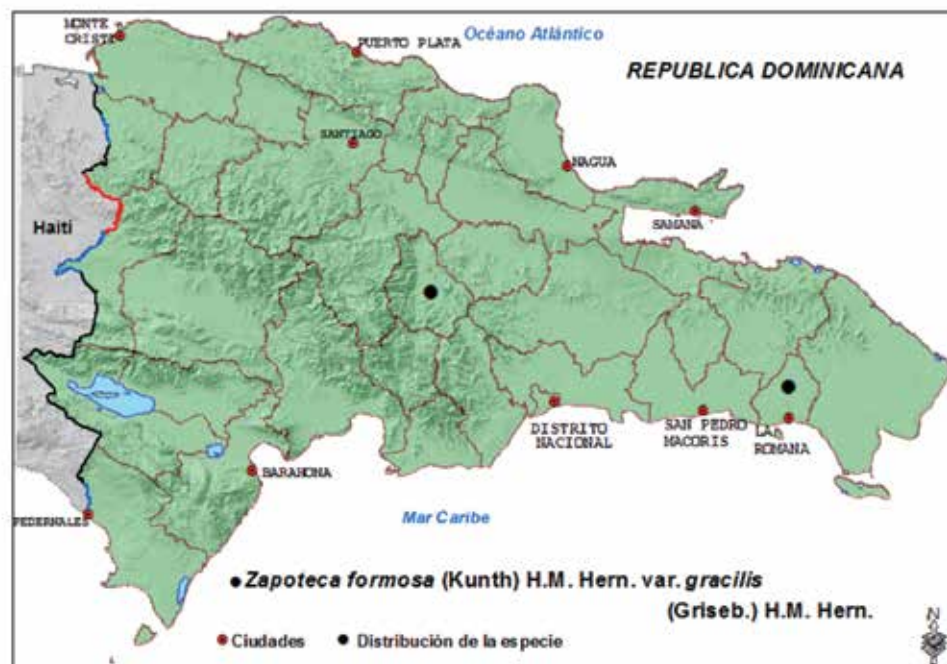 MONTE
CRISTI
PUERTO PLATA
Océano Atlántico
REPUBLICA DOMINICANA
SANTIAGO
NAGUA
SAMANA
Haití
DISTRITO
NACIONAL
SAN PEDRO
MACORIS
LA
ROMANA
BARAHONA
PEDERNALES
Mar Caribe
Zapoteca formosa (Kunth) H.M. Hern. var. gracilis
(Griseb.) H.M. Hern.
Ciudades
Distribución de la especie
N